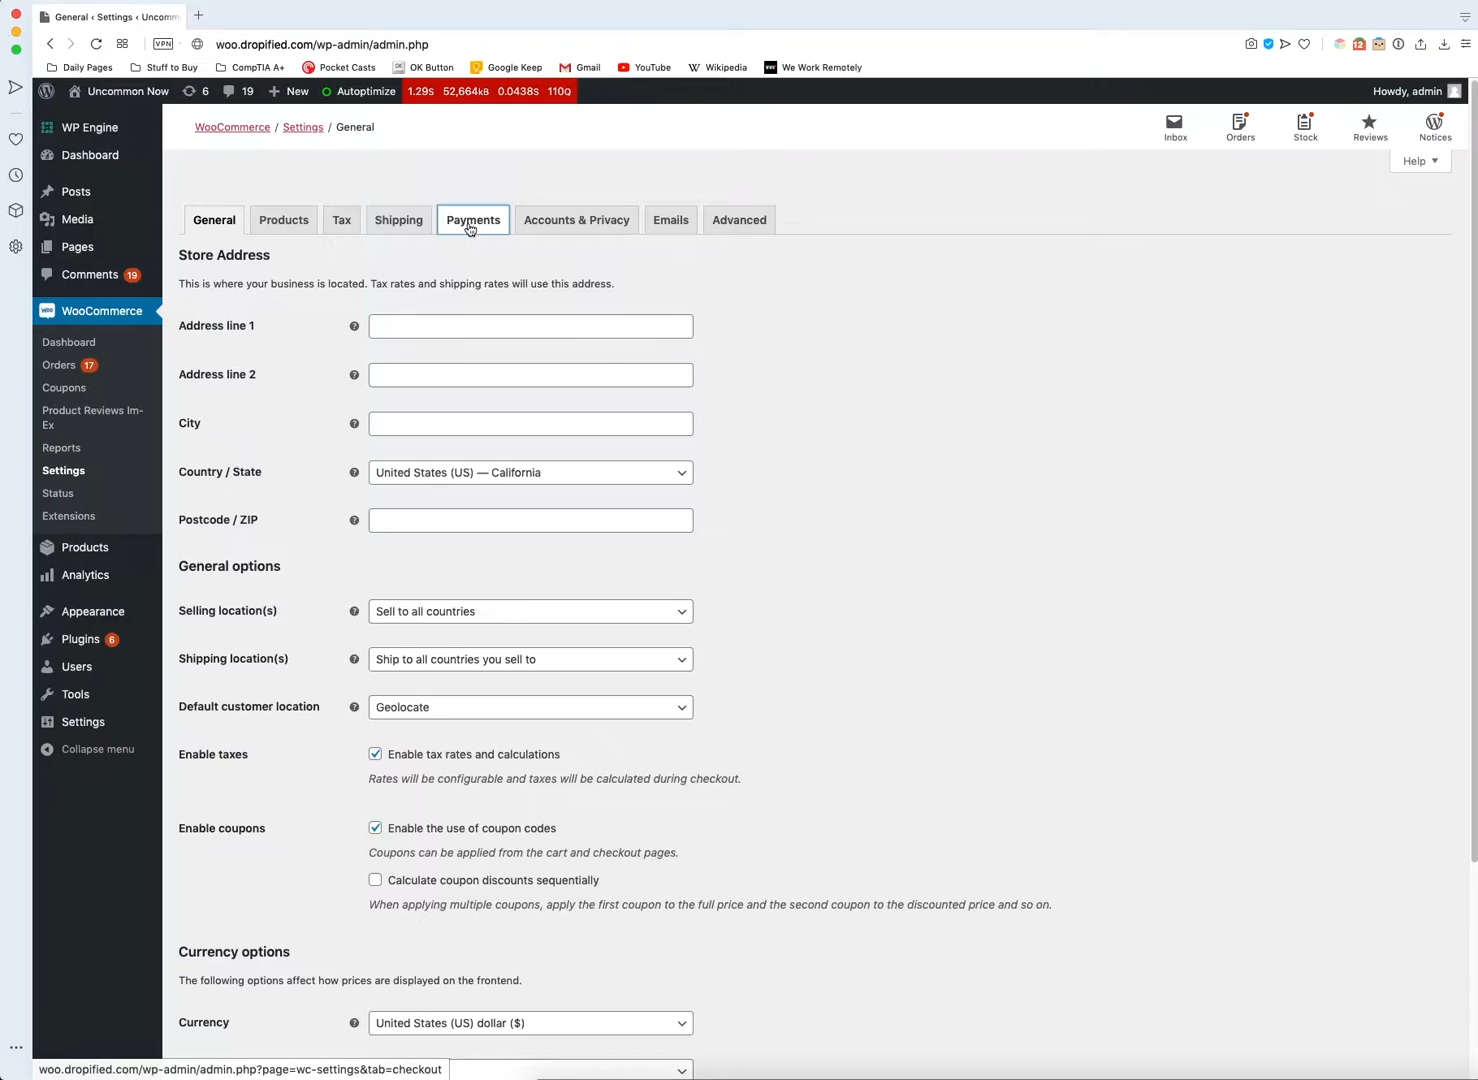 General ‹ Settings ‹ Uncomm
woo.dropified.com/wp-admin/admin.php
VPN
12
Daily Pages
Stuff to Buy
CompTIA A+
Pocket Casts
OK Button
Google Keep
Gmail
YouTube
Wikipedia
We Work Remotely
Uncommon Now
6
19
New
Autoptimize
1.29S 52,664KB 0.0438S 110Q
Howdy, admin
WP Engine
Dashboard
Posts
Media
Pages
Comments 19
WooCommerce
Dashboard
Orders 17
Coupons
Product Reviews Im-
Ex
Reports
Settings
Status
Extensions
Products
Analytics
Appearance
Plugins 6
Users
Tools
Settings
Collapse menu
WooCommerce / Settings / General
Inbox
Orders
Stock
Reviews
Notices
Help
General
Products
Tax
Shipping
Payments
Accounts & Privacy
Emails
Advanced
Store Address
This is where your business is located. Tax rates and shipping rates will use this address.
Address line 1
Address line 2
City
Country / State
United States (US) — California
Postcode / ZIP
General options
Selling location(s)
Sell to all countries
Shipping location(s)
Ship to all countries you sell to
Default customer location
Geolocate
Enable taxes
Enable tax rates and calculations
Rates will be configurable and taxes will be calculated during checkout.
Enable coupons
Enable the use of coupon codes
Coupons can be applied from the cart and checkout pages.
Calculate coupon discounts sequentially
When applying multiple coupons, apply the first coupon to the full price and the second coupon to the discounted price and so on.
Currency options
The following options affect how prices are displayed on the frontend.
Currency
United States (US) dollar ($)
woo.dropified.com/wp-admin/admin.php?page=wc-settings&tab=checkout